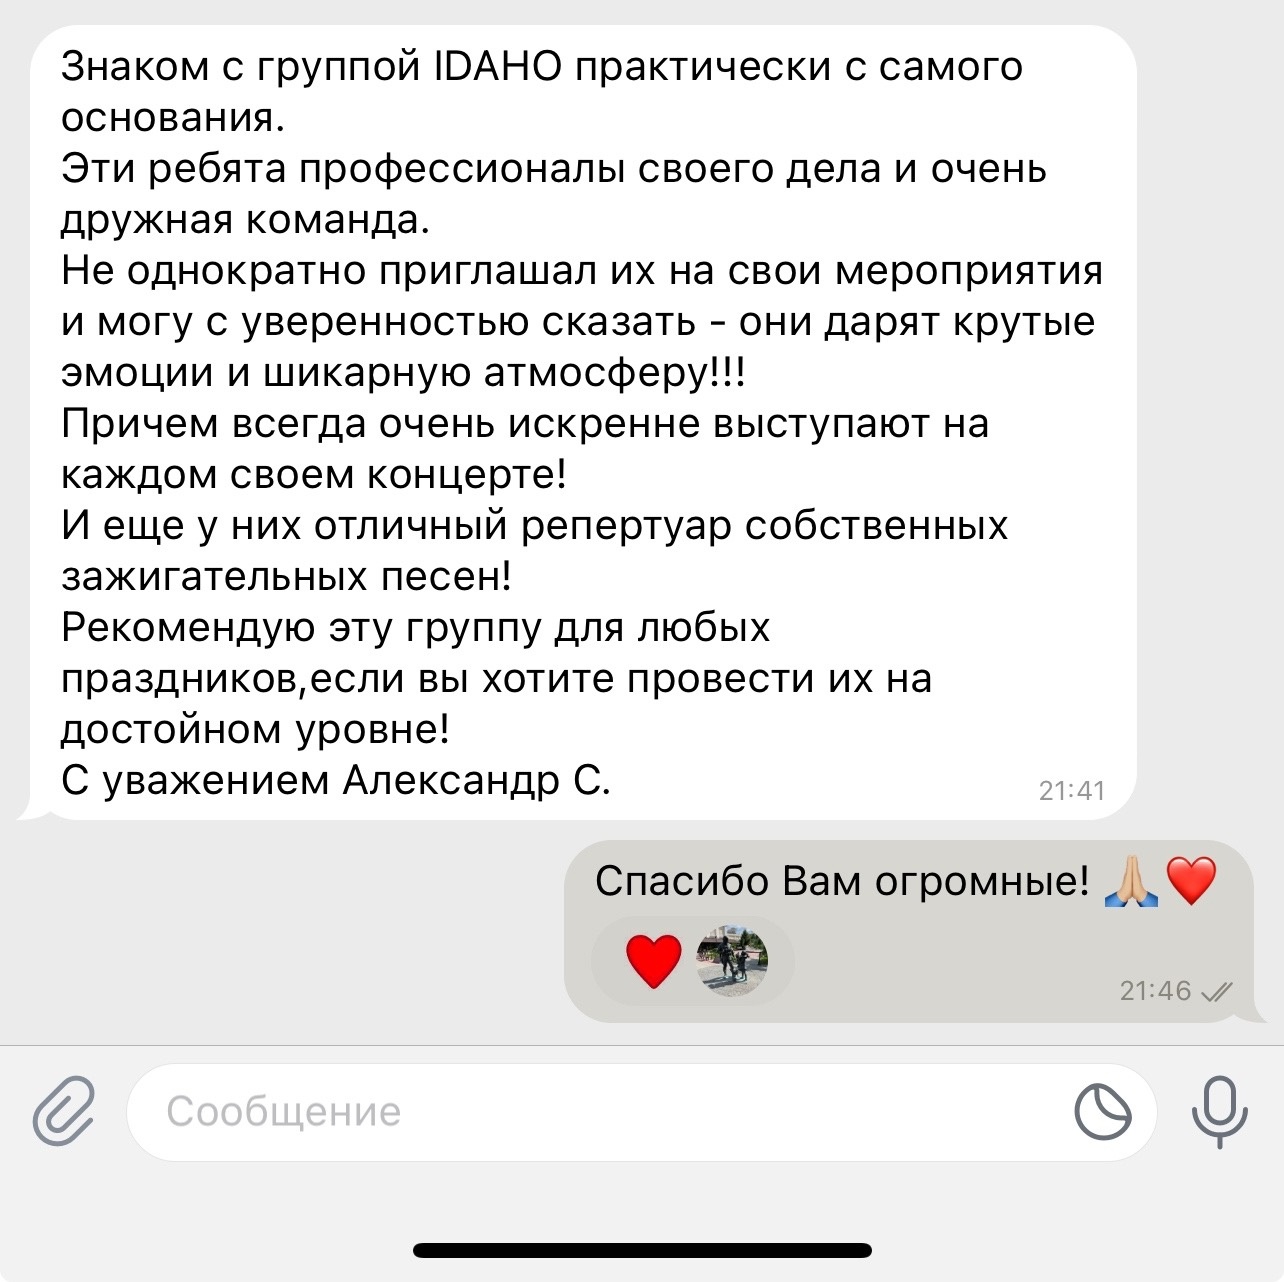 Знаком с группой IDAHO практически с самого
основания.
Эти ребята профессионалы своего дела и очень
дружная команда.
Не однократно приглашал их на свои мероприятия
и могу с уверенностью сказать - они дарят крутые
эмоции и шикарную атмосферу!!!
Причем всегда очень искренне выступают на
каждом своем концерте!
И еще у них отличный репертуар собственных
зажигательных песен!
Рекомендую эту группу для любых
праздников,если вы хотите провести их на
достойном уровне!
С уважением Александр С.
21:41
Спасибо Вам огромные! 🙏🏼❤️
21:46
Сообщение